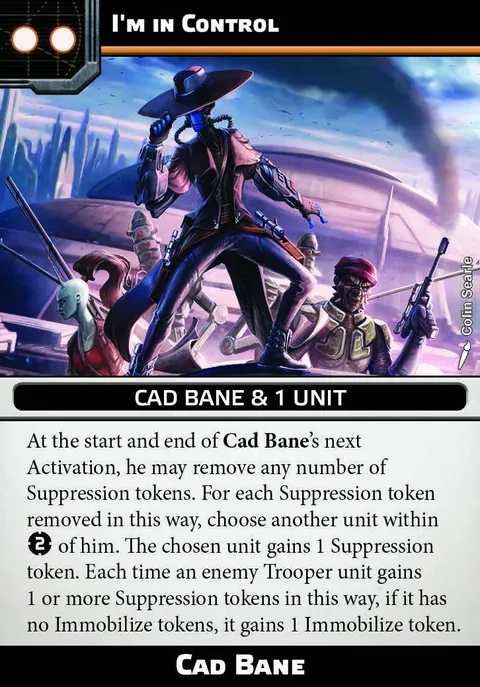 I'm in Control
Colin Searle
CAD BANE & 1 UNIT
At the start and end of Cad Bane's next
Activation, he may remove any number of
Suppression tokens. For each Suppression token
removed in this way, choose another unit within
2 of him. The chosen unit gains 1 Suppression
token. Each time an enemy Trooper unit gains
1 or more Suppression tokens in this way, if it has
no Immobilize tokens, it gains 1 Immobilize token.
Cad Bane